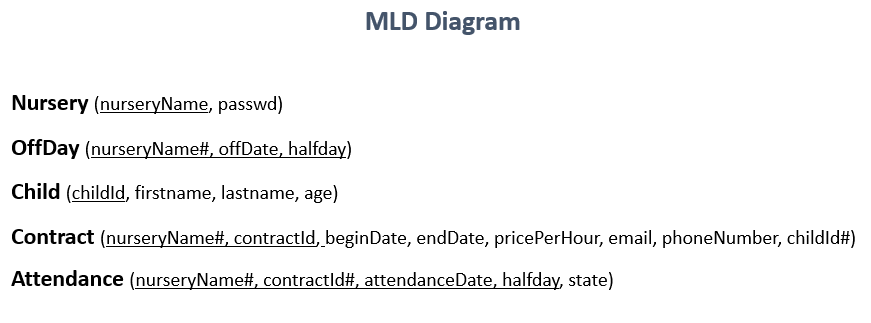 MLD Diagram
Nursery (nurseryName, passwd)
OffDay (nurseryName#, offDate, halfday)
Child (childId, firstname, lastname, age)
Contract (nurseryName#, contractId, beginDate, endDate, pricePerHour, email, phoneNumber, childId#)
Attendance (nurseryName#, contractId#, attendanceDate, halfday, state)